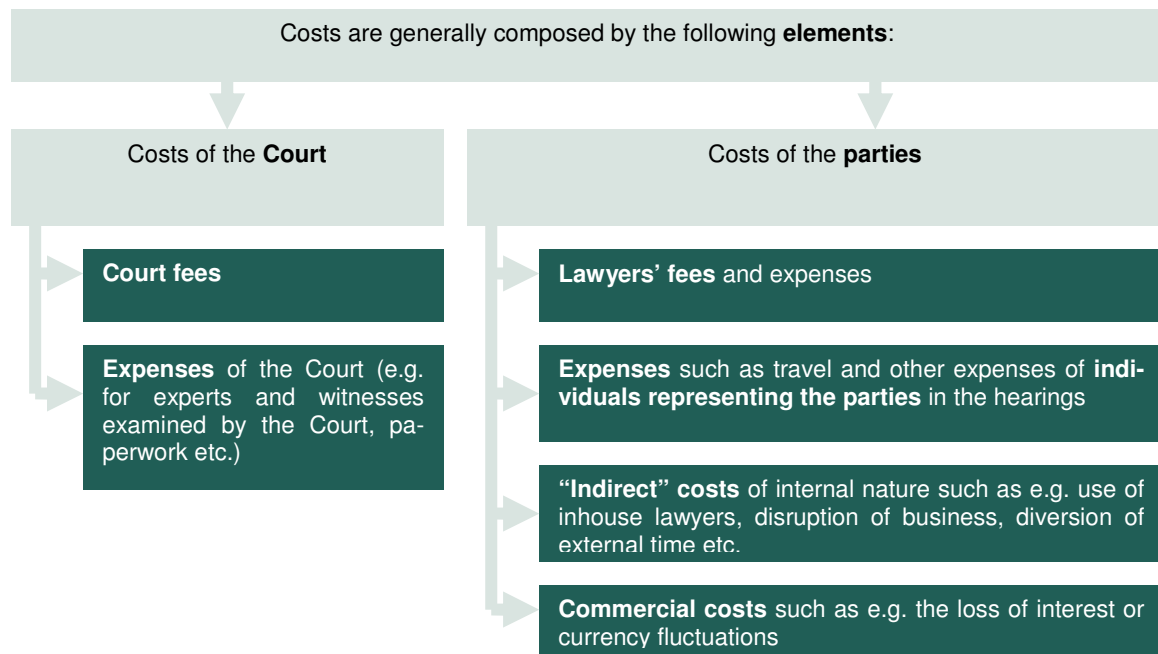 Costs are generally composed by the following elements:
Costs of the Court
Costs of the parties
Court fees
Expenses of the Court (e.g.
for experts and witnesses
examined by the Court, pa-
perwork etc.)
Lawyers’ fees and expenses
Expenses such as travel and other expenses of indi-
viduals representing the parties in the hearings
“Indirect” costs of internal nature such as e.g. use of
inhouse lawyers, disruption of business, diversion of
external time etc.
Commercial costs such as e.g. the loss of interest or
currency fluctuations